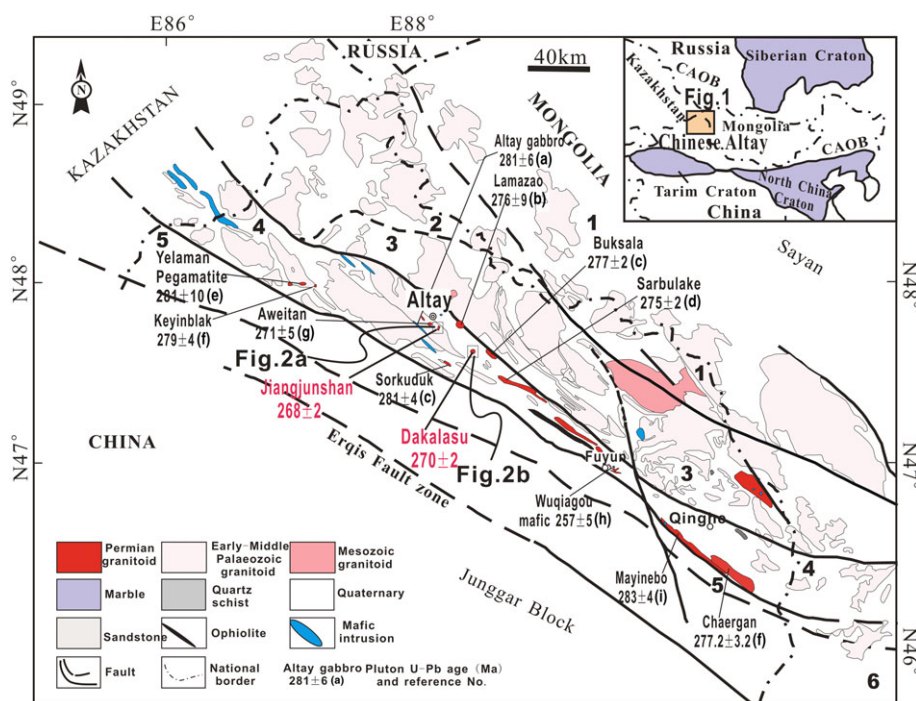 E86°
E88°
RUSSIA
40km
N49°
KAZAKHSTAN
MONGOLIA
N
Russia
Siberian Craton
CAOB
Kazakhstan
Fig.1
Mongolia
Chinese Altay
CAOB
Tarim Craton
North China
Craton
China
Altay gabbro
281±6 (a)
Lamazao
276±9 (b)
1
2
3
4
5
Sayan
N48°
N48°
Buksala
277±2 (c)
Sarbulake
275±2 (d)
Yelaman
Pegamatite
281±10 (e)
Keyinblak
279±4 (f)
Altay
Aweitan
271±5 (g)
Fig.2a
Jiangjunshan
268±2
Sorkuduk
281±4 (c)
1
Dakalasu
270±2
Fig.2b
CHINA
N47°
N47°
Erqis Fault zone
Fuyun
3
Wuqiagou
mafic 257±5 (h)
Qinghe
4
5
Mayinebo
283±4 (i)
Chaergan
277.2±3.2 (f)
Junggar Block
N46°
6
Permian
granitoid
Early-Middle
Palaeozoic
granitoid
Mesozoic
granitoid
Marble
Quartz
schist
Quaternary
Sandstone
Ophiolite
Mafic
intrusion
Fault
National
border
Altay gabbro
281±6 (a)
Pluton U-Pb age (Ma)
and reference No.